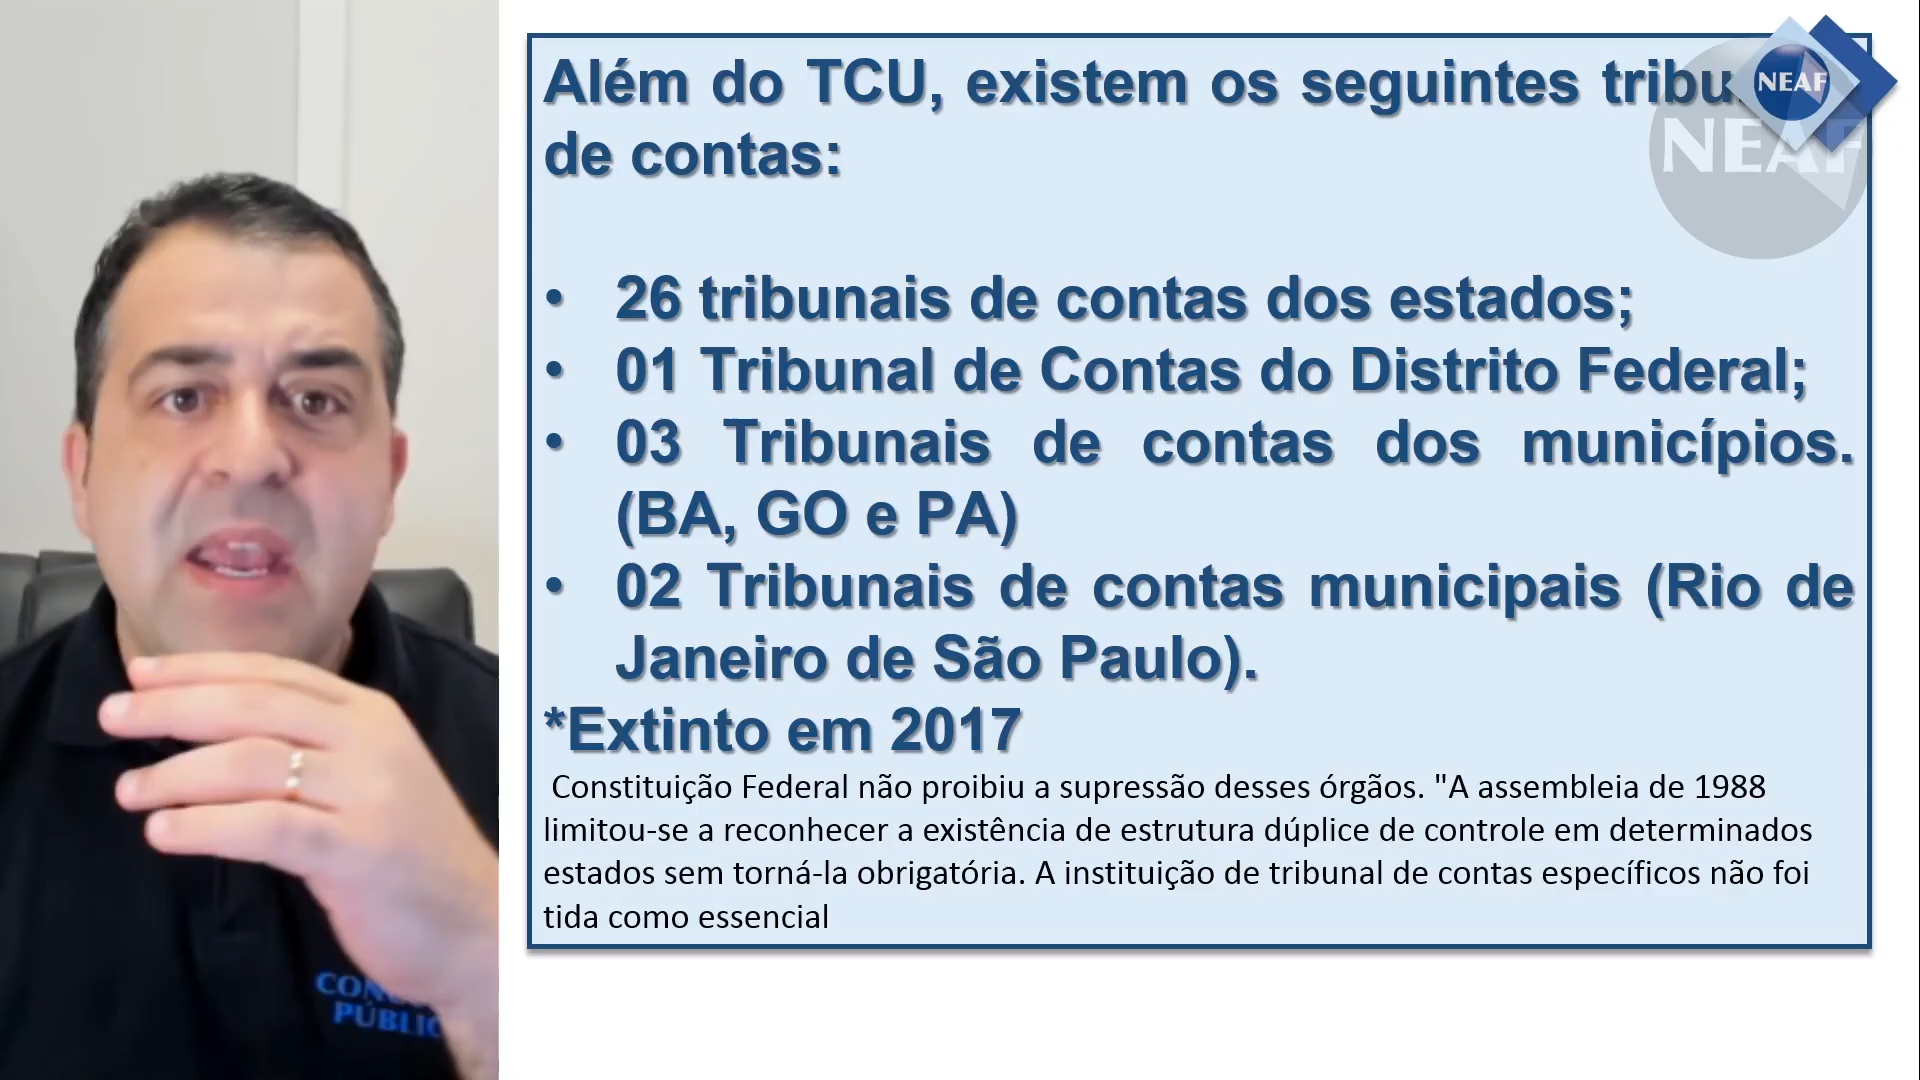 Além do TCU, existem os seguintes
de contas:
• 26 tribunais de contas dos estados;
• 01 Tribunal de Contas do Distrito Federal;
• 03 Tribunais de contas dos municípios.
(BA, GO e PA)
• 02 Tribunais de contas municipais (Rio de
Janeiro de São Paulo).
*Extinto em 2017
Constituição Federal não proibiu a supressão desses órgãos. "A assembleia de 1988
limitou-se a reconhecer a existência de estrutura dúplice de controle em determinados
estados sem torná-la obrigatória. A instituição de tribunal de contas específicos não foi
tida como essencial
NEAF
NEAF